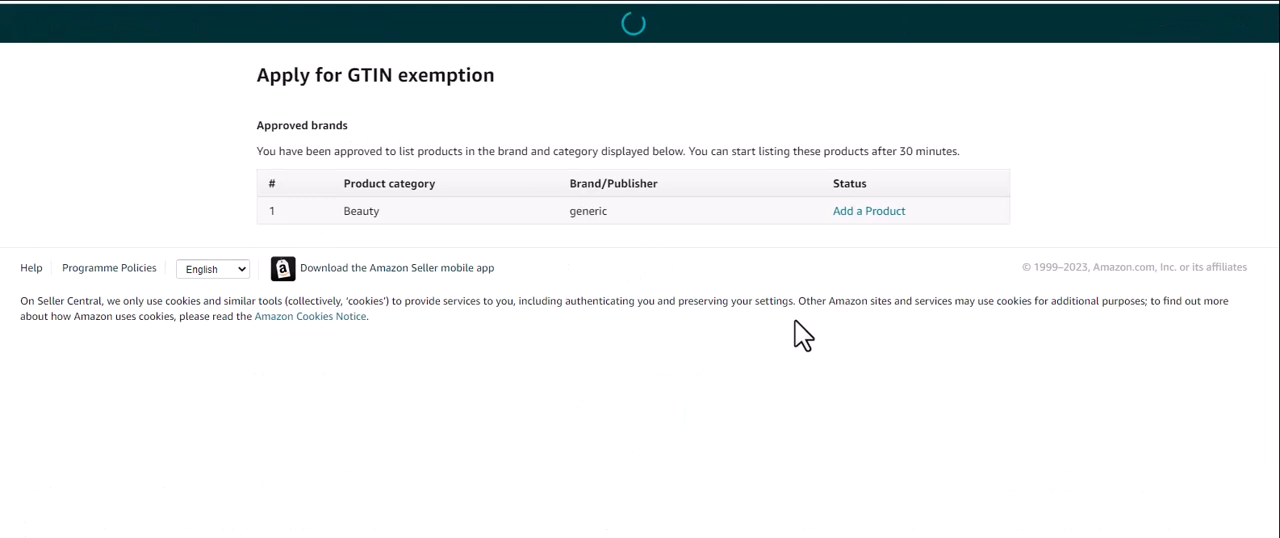 Apply for GTIN exemption
Approved brands
You have been approved to list products in the brand and category displayed below. You can start listing these products after 30 minutes.
# Product category Brand/Publisher Status
1 Beauty generic Add a Product
Help Programme Policies English Download the Amazon Seller mobile app © 1999–2023, Amazon.com, Inc. or its affiliates
On Seller Central, we only use cookies and similar tools (collectively, 'cookies') to provide services to you, including authenticating you and preserving your settings. Other Amazon sites and services may use cookies for additional purposes; to find out more
about how Amazon uses cookies, please read the Amazon Cookies Notice.